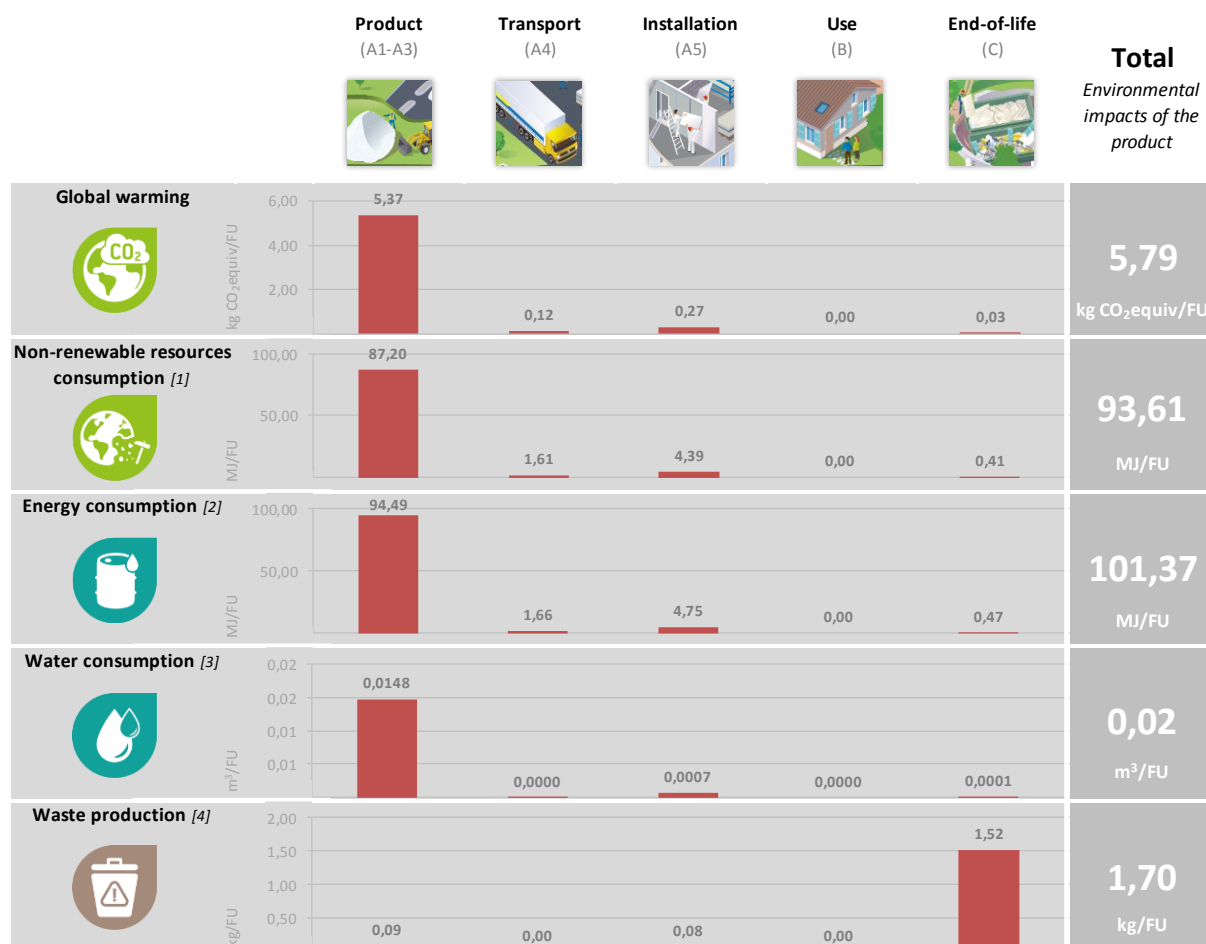 Product
(A1-A3)
Transport
(A4)
Installation
(A5)
Use
(B)
End-of-life
(C)
Total
Environmental
impacts of the
product
Global warming
CO₂
kg CO₂equiv/FU
6,00
4,00
2,00
5,37
0,12
0,27
0,00
0,03
5,79
kg CO₂equiv/FU
Non-renewable resources
consumption [1]
MJ/FU
100,00
50,00
87,20
1,61
4,39
0,00
0,41
93,61
MJ/FU
Energy consumption [2]
MJ/FU
100,00
50,00
94,49
1,66
4,75
0,00
0,47
101,37
MJ/FU
Water consumption [3]
m³/FU
0,02
0,02
0,01
0,01
0,0148
0,0000
0,0007
0,0000
0,0001
0,02
m³/FU
Waste production [4]
kg/FU
2,00
1,50
1,00
0,50
0,09
0,00
0,08
0,00
1,52
1,70
kg/FU